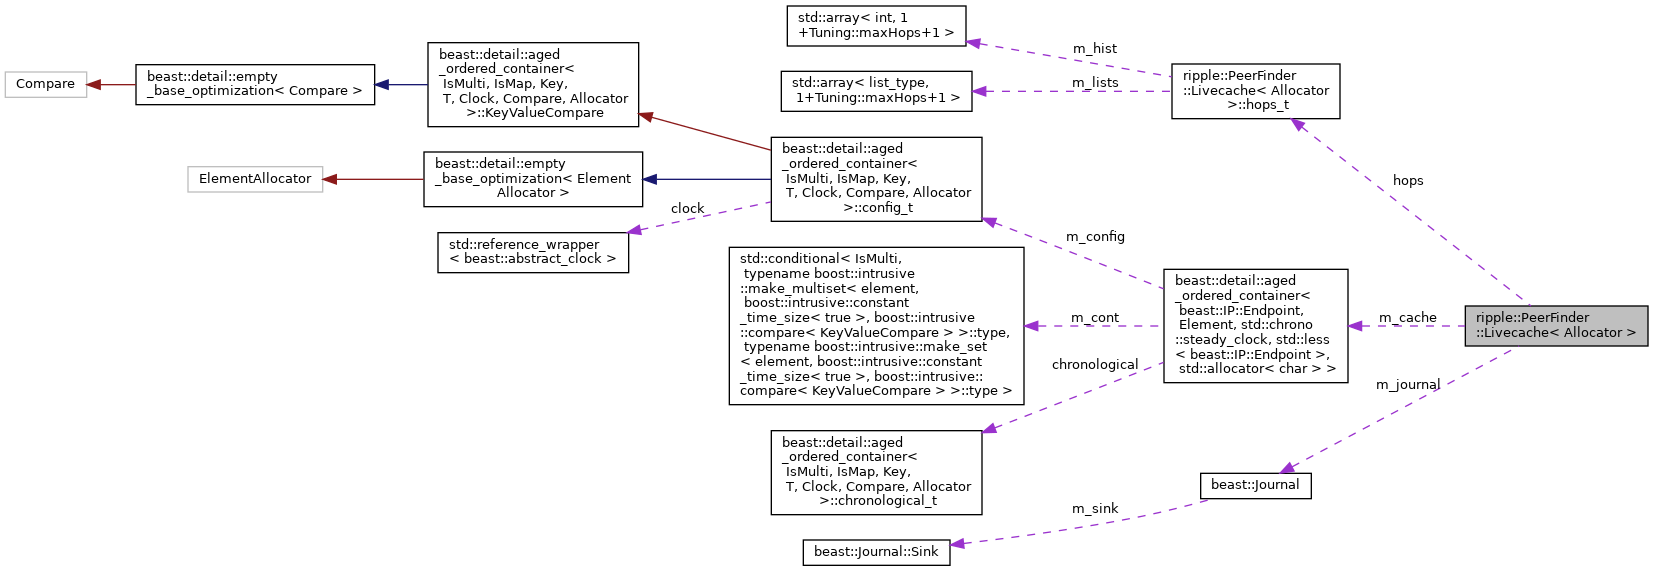 Compare
beast::detail::empty
_base_optimization< Compare >
beast::detail::aged
_ordered_container<
IsMulti, IsMap, Key,
T, Clock, Compare, Allocator
>::KeyValueCompare
std::array< int, 1
+Tuning::maxHops+1 >
m_hist
std::array< list_type,
1+Tuning::maxHops+1 >
m_lists
ripple::PeerFinder
::Livecache< Allocator
>::hops_t
hops
ElementAllocator
beast::detail::empty
_base_optimization< Element
Allocator >
beast::detail::aged
_ordered_container<
IsMulti, IsMap, Key,
T, Clock, Compare, Allocator
>::config_t
clock
std::reference_wrapper
< beast::abstract_clock >
m_config
std::conditional< IsMulti,
typename boost::intrusive
::make_multiset< element,
boost::intrusive::constant
_time_size< true >, boost::intrusive
::compare< KeyValueCompare > >::type,
typename boost::intrusive::make_set
< element, boost::intrusive::constant
_time_size< true >, boost::intrusive::
compare< KeyValueCompare > >::type >
m_cont
chronological
beast::detail::aged
_ordered_container<
beast::IP::Endpoint,
Element, std::chrono
::steady_clock, std::less
< beast::IP::Endpoint >,
std::allocator< char > >
m_cache
ripple::PeerFinder
::Livecache< Allocator >
m_journal
beast::detail::aged
_ordered_container<
IsMulti, IsMap, Key,
T, Clock, Compare, Allocator
>::chronological_t
beast::Journal
m_sink
beast::Journal::Sink